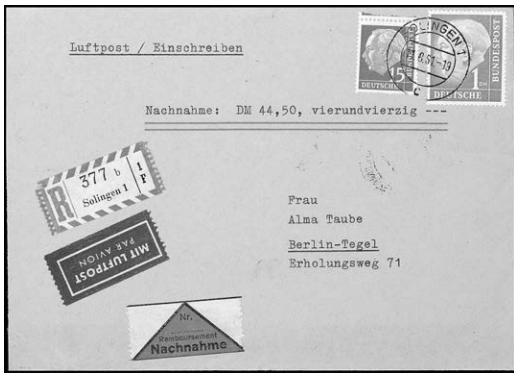 Luftpost / Einschreiben
SOLINGEN 1
c
15
DEUTSCHE
1
DM
DEUTSCHE
BUNDESPOST
Nachnahme: DM 44,50, vierundvierzig ---
R
377 b
Solingen 1
1
F
MIT LUFTPOST
PAR AVION
Frau
Alma Taube
Berlin-Tegel
Erholungsweg 71
Nr.
Remboursement
Nachnahme